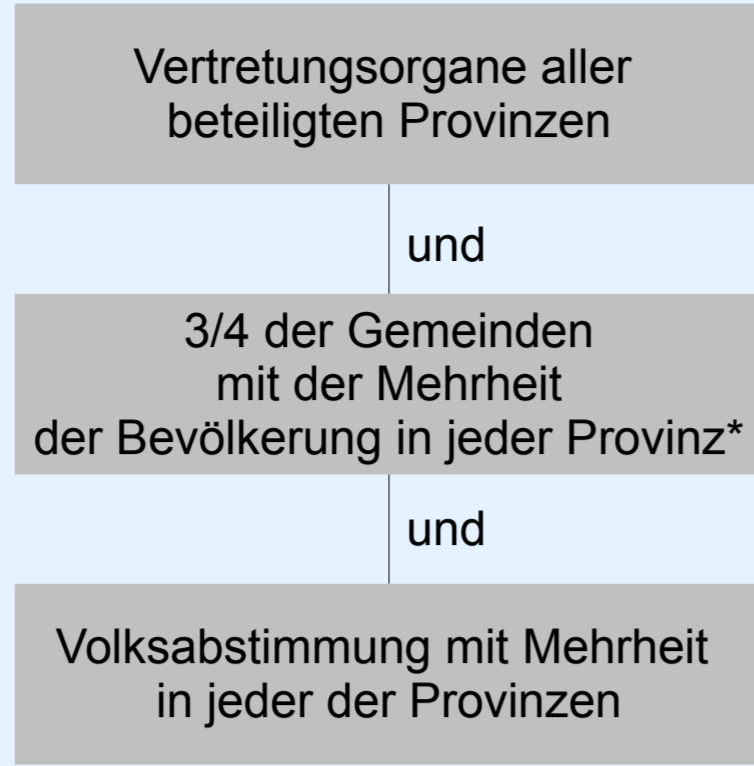 Vertretungsorgane aller
beteiligten Provinzen
und
3/4 der Gemeinden
mit der Mehrheit
der Bevölkerung in jeder Provinz*
und
Volksabstimmung mit Mehrheit
in jeder der Provinzen